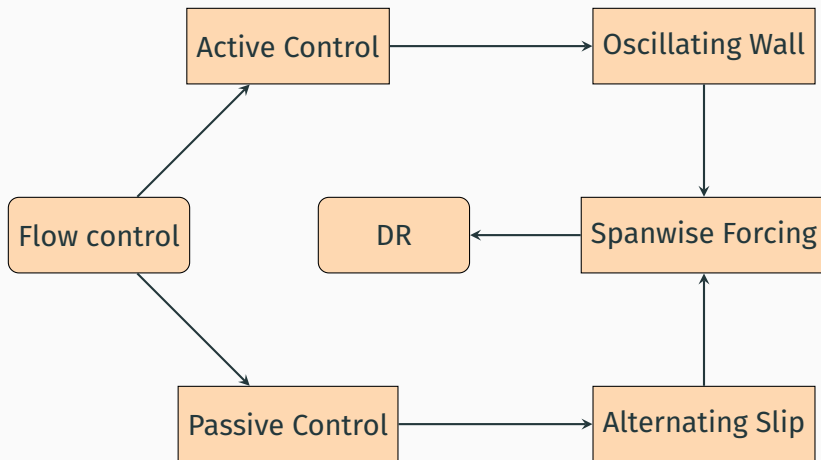 Active Control
Oscillating Wall
Flow control
DR
Spanwise Forcing
Passive Control
Alternating Slip